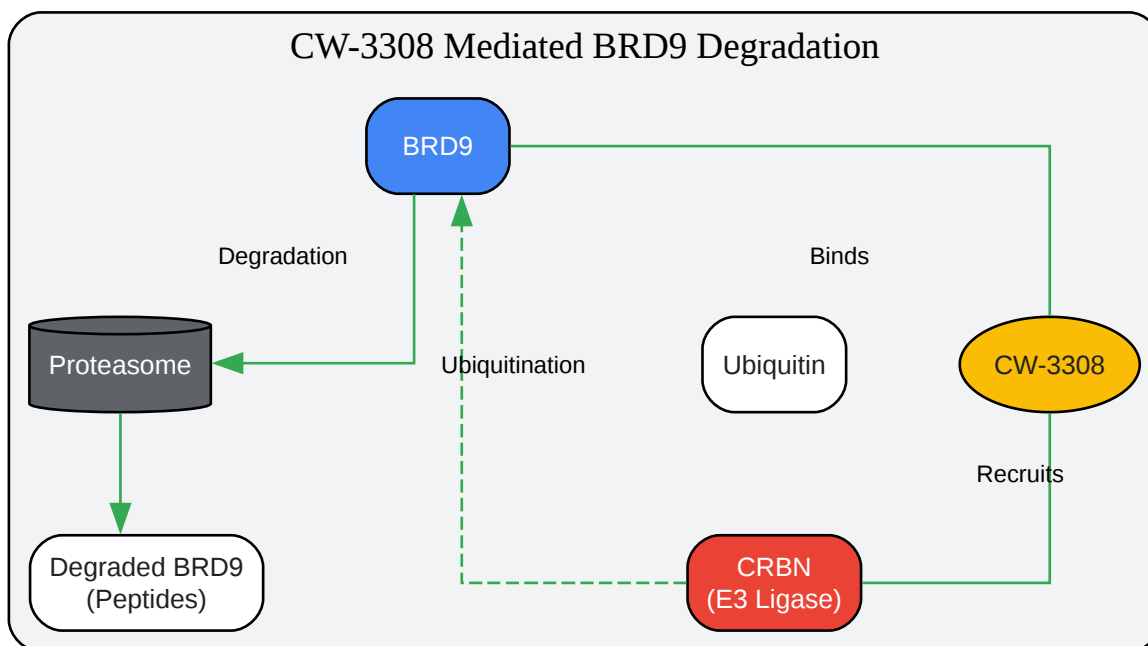 CW-3308 Mediated BRD9 Degradation
BRD9
Degradation
Binds
Proteasome
Ubiquitination
Ubiquitin
CW-3308
Recruits
Degraded BRD9
(Peptides)
CRBN
(E3 Ligase)